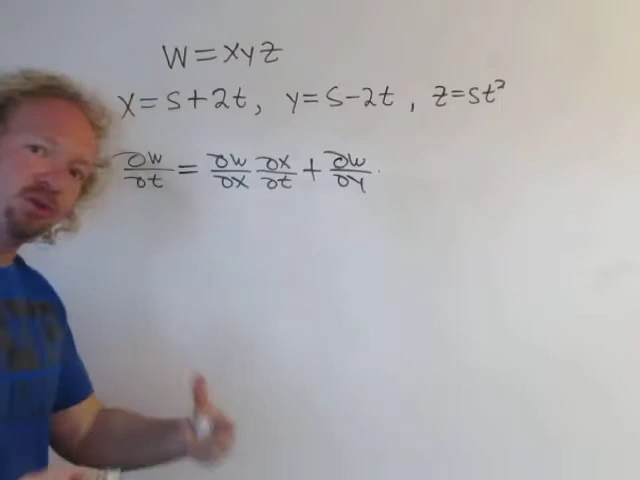 W = xyz
x = s + 2t, y = s - 2t, z = st²
∂w/∂t = ∂w/∂x ∂x/∂t + ∂w/∂y ·